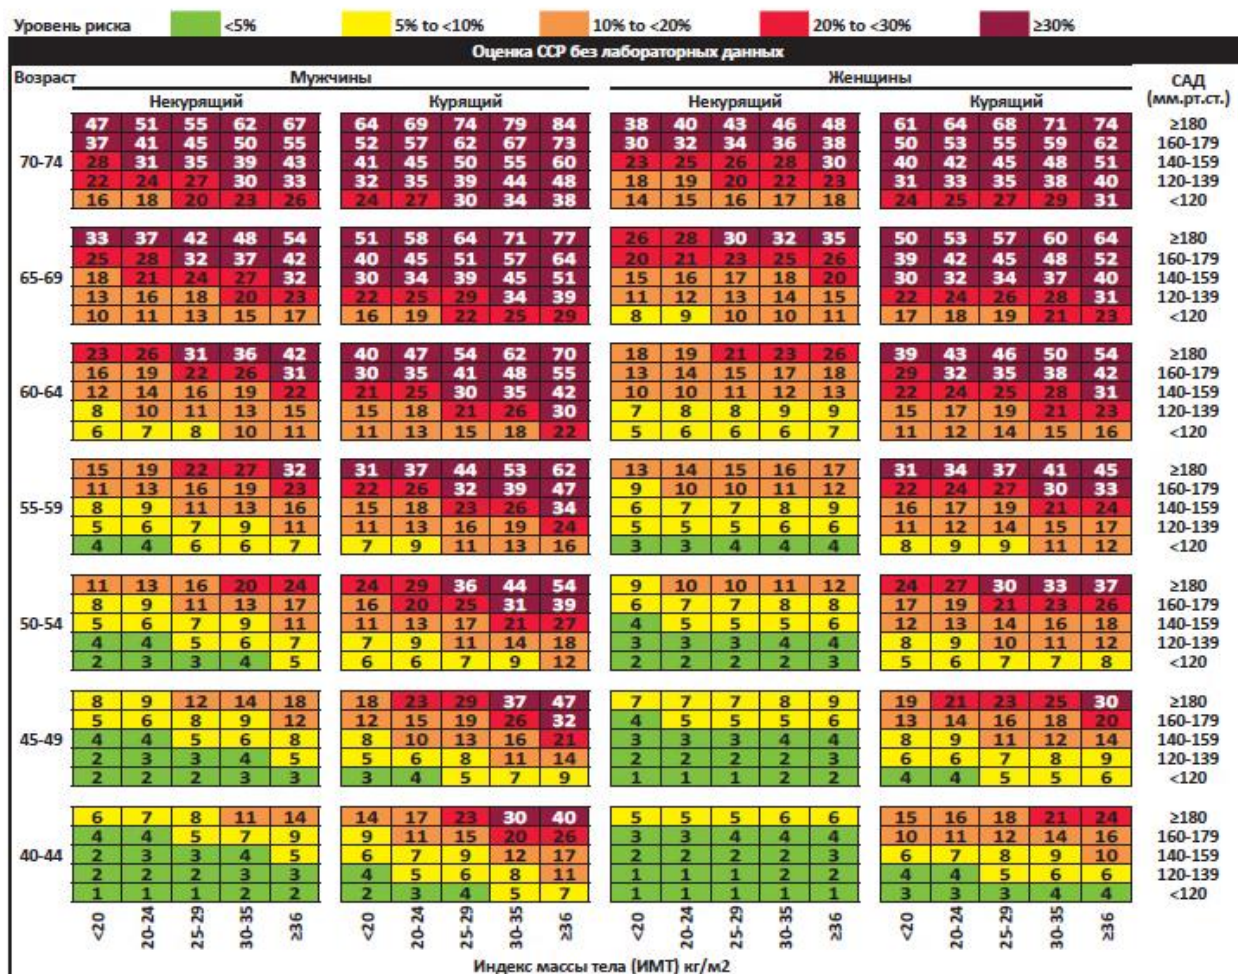 Уровень риска <5% 5% to <10% 10% to <20% 20% to <30% ≥30%
Оценка ССР без лабораторных данных
Возраст Мужчины Женщины САД
Некурящий Курящий Некурящий Курящий (мм.рт.ст.)
47 51 55 62 67 64 69 74 79 84 38 40 43 46 48 61 64 68 71 74 ≥180
37 41 45 50 55 52 57 62 67 73 30 32 34 36 38 50 53 55 59 62 160-179
70-74 28 31 35 39 43 41 45 50 55 60 23 25 26 28 30 40 42 45 48 51 140-159
22 24 27 30 33 32 35 39 44 48 18 19 20 22 23 31 33 35 38 40 120-139
16 18 20 23 26 24 27 30 34 38 14 15 16 17 18 24 25 27 29 31 <120
33 37 42 48 54 51 58 64 71 77 26 28 30 32 35 50 53 57 60 64 ≥180
25 28 32 37 42 40 45 51 57 64 20 21 23 25 26 39 42 45 48 52 160-179
65-69 18 21 24 27 32 30 34 39 45 51 15 16 17 18 20 30 32 34 37 40 140-159
13 16 18 20 23 22 25 29 34 39 11 12 13 14 15 22 24 26 28 31 120-139
10 11 13 15 17 16 19 22 25 29 8 9 10 10 11 17 18 19 21 23 <120
23 26 31 36 42 40 47 54 62 70 18 19 21 23 26 39 43 46 50 54 ≥180
16 19 22 26 31 30 35 41 48 55 13 14 15 17 18 29 32 35 38 42 160-179
60-64 12 14 16 19 22 21 25 30 35 42 10 10 11 12 13 22 24 25 28 31 140-159
8 10 11 13 15 15 18 21 26 30 7 8 8 9 9 15 17 19 21 23 120-139
6 7 8 10 11 11 13 15 18 22 5 6 6 6 7 11 12 14 15 16 <120
15 19 22 27 32 31 37 44 53 62 13 14 15 16 17 31 34 37 41 45 ≥180
11 13 16 19 23 22 26 32 39 47 9 10 10 11 12 22 24 27 30 33 160-179
55-59 8 9 11 13 16 15 18 23 26 34 6 7 7 8 9 16 17 19 21 24 140-159
5 6 7 9 11 11 13 16 19 24 5 5 5 6 6 11 12 14 15 17 120-139
4 4 6 6 7 7 9 11 13 16 3 3 4 4 4 8 9 9 11 12 <120
11 13 16 20 24 24 29 36 44 54 9 10 10 11 12 24 27 30 33 37 ≥180
8 9 11 13 17 16 20 25 31 39 6 7 7 8 8 17 19 21 23 26 160-179
50-54 5 6 7 9 11 11 13 17 21 27 4 5 5 5 6 12 13 14 16 18 140-159
4 4 5 6 7 7 9 11 14 18 3 3 3 4 4 8 9 10 11 12 120-139
2 3 3 4 5 6 6 7 9 12 2 2 2 2 3 5 6 7 7 8 <120
8 9 12 14 18 18 23 29 37 47 7 7 7 8 9 19 21 23 25 30 ≥180
5 6 8 9 12 12 15 19 26 32 4 5 5 5 6 13 14 16 18 20 160-179
45-49 4 4 5 6 8 8 10 13 16 21 3 3 3 4 4 8 9 11 12 14 140-159
2 3 3 4 5 5 6 8 11 14 2 2 2 2 3 6 6 7 8 9 120-139
2 2 2 3 3 3 4 5 7 9 1 1 1 2 2 4 4 5 5 6 <120
6 7 8 11 14 14 17 23 30 40 5 5 5 6 6 15 16 18 21 24 ≥180
4 4 5 7 9 9 11 15 20 26 3 3 4 4 4 10 11 12 14 16 160-179
40-44 2 3 3 4 5 6 7 9 12 17 2 2 2 2 3 6 7 8 9 10 140-159
2 2 2 3 3 4 5 6 8 11 1 1 1 2 2 4 4 5 6 6 120-139
1 1 1 2 2 2 3 4 5 7 1 1 1 1 1 3 3 3 4 4 <120
<20 20-24 25-29 30-35 ≥36 <20 20-24 25-29 30-35 ≥36 <20 20-24 25-29 30-35 ≥36 <20 20-24 25-29 30-35 ≥36
Индекс массы тела (ИМТ) кг/м2